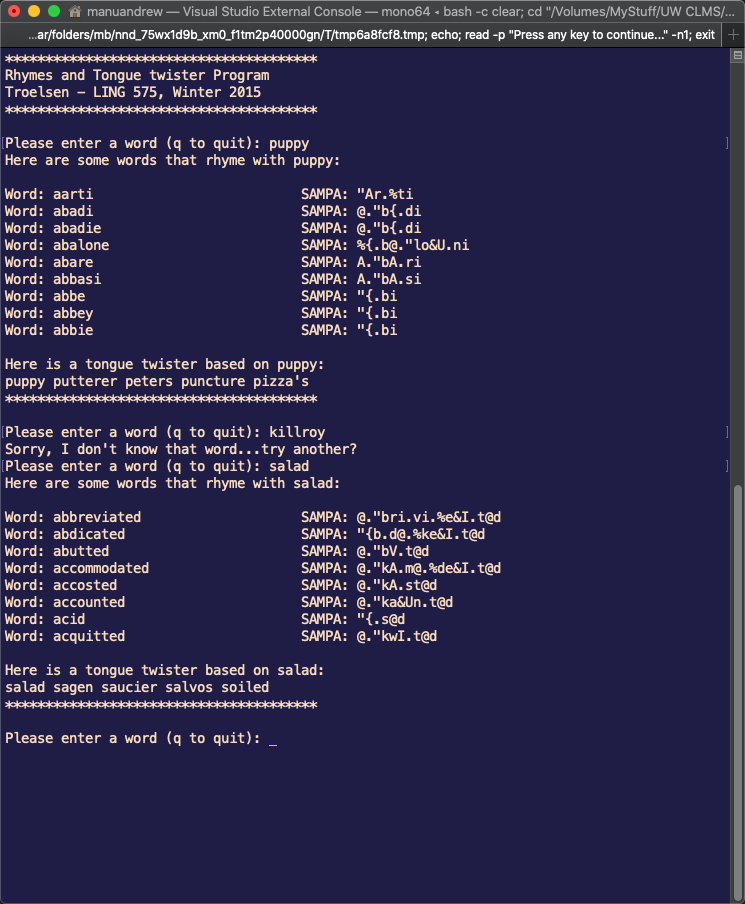 manuandrew — Visual Studio External Console — mono64 ◂ bash -c clear; cd "/Volumes/MyStuff/UW CLMS/...
...ar/folders/mb/nnd_75wx1d9b_xm0_f1tm2p40000gn/T/tmp6a8fcf8.tmp; echo; read -p "Press any key to continue..." -n1; exit
***************************************
Rhymes and Tongue twister Program
Troelsen - LING 575, Winter 2015
***************************************
Please enter a word (q to quit): puppy
Here are some words that rhyme with puppy:
Word: aarti SAMPA: "Ar.%ti
Word: abadi SAMPA: @."b{.di
Word: abadie SAMPA: @."b{.di
Word: abalone SAMPA: %{.b@."lo&U.ni
Word: abare SAMPA: A."bA.ri
Word: abbasi SAMPA: A."bA.si
Word: abbe SAMPA: "{.bi
Word: abbey SAMPA: "{.bi
Word: abbie SAMPA: "{.bi
Here is a tongue twister based on puppy:
puppy putterer peters puncture pizza's
***************************************
Please enter a word (q to quit): killroy
Sorry, I don't know that word...try another?
Please enter a word (q to quit): salad
Here are some words that rhyme with salad:
Word: abbreviated SAMPA: @."bri.vi.%e&I.t@d
Word: abdicated SAMPA: "{b.d@.%ke&I.t@d
Word: abutted SAMPA: @."bV.t@d
Word: accommodated SAMPA: @."kA.m@.%de&I.t@d
Word: accosted SAMPA: @."kA.st@d
Word: accounted SAMPA: @."ka&Un.t@d
Word: acid SAMPA: "{.s@d
Word: acquitted SAMPA: @."kwI.t@d
Here is a tongue twister based on salad:
salad sagen saucier salvos soiled
***************************************
Please enter a word (q to quit): _